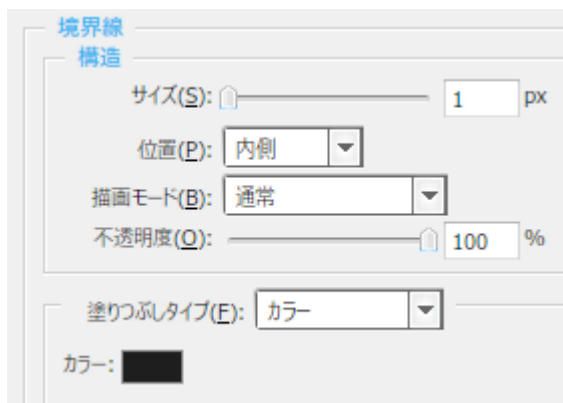 境界線
構造
サイズ(S): 1 px
位置(P): 内側
描画モード(B): 通常
不透明度(O): 100 %
塗りつぶしタイプ(F): カラー
カラー: